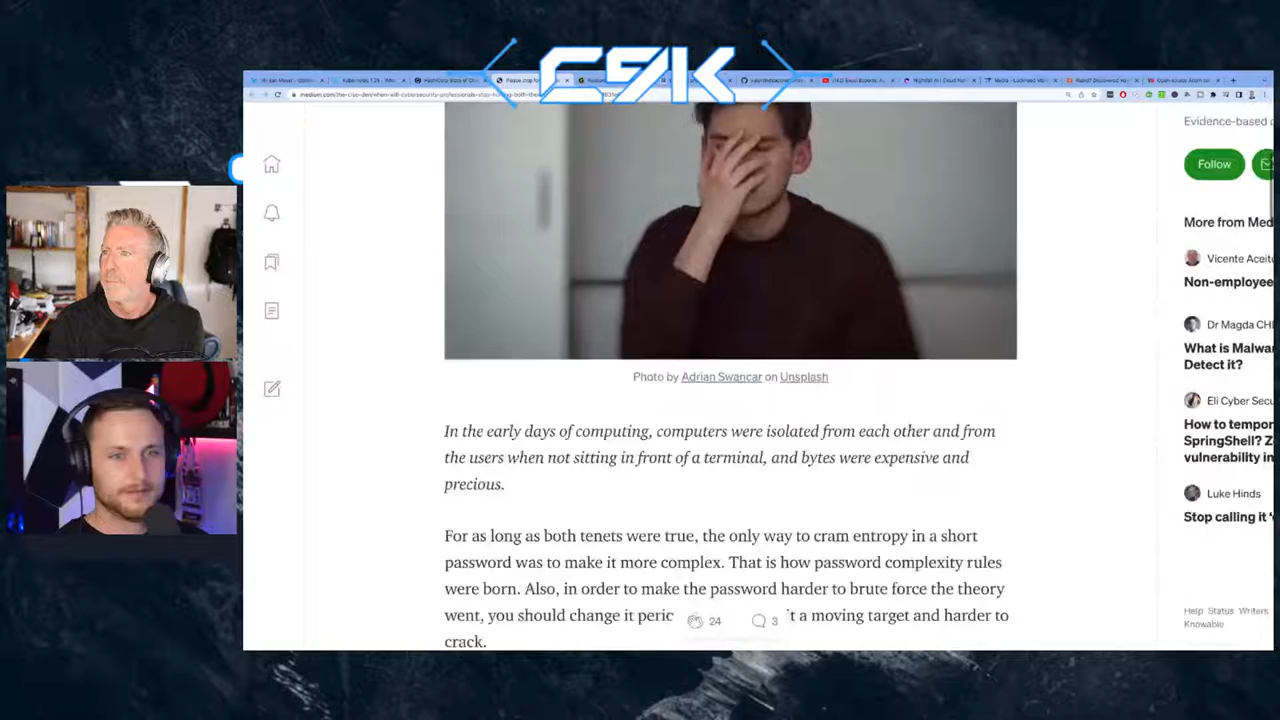 C9K
Evidence-based
Follow
More from Med
Vicente Aceit
Non-employee
Dr Magda CH
What is Malwa
Detect it?
Eli Cyber Secu
How to tempor
SpringShell? Z
vulnerability in
Luke Hinds
Stop calling it
Help Status Writers
Knowable
Photo by Adrian Swancar on Unsplash
In the early days of computing, computers were isolated from each other and from
the users when not sitting in front of a terminal, and bytes were expensive and
precious.
For as long as both tenets were true, the only way to cram entropy in a short
password was to make it more complex. That is how password complexity rules
were born. Also, in order to make the password harder to brute force the theory
went, you should change it peric 24 3 't a moving target and harder to
crack.